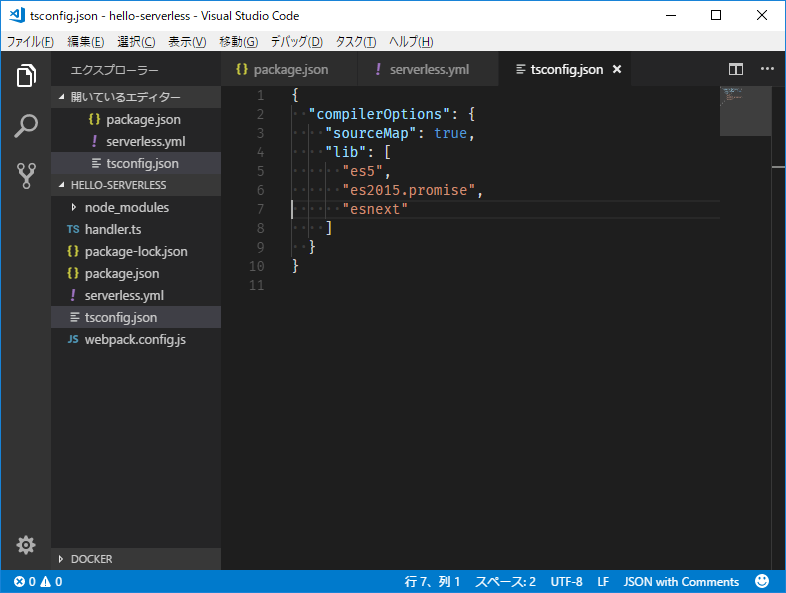 tsconfig.json - hello-serverless - Visual Studio Code
ファイル(F) 編集(E) 選択(C) 表示(V) 移動(G) デバッグ(D) タスク(T) ヘルプ(H)
エクスプローラー
開いているエディター
{} package.json
! serverless.yml
tsconfig.json
HELLO-SERVERLESS
node_modules
TS handler.ts
{} package-lock.json
{} package.json
! serverless.yml
tsconfig.json
JS webpack.config.js
DOCKER
{} package.json ! serverless.yml tsconfig.json ×
1 {
2 "compilerOptions": {
3 "sourceMap": true,
4 "lib": [
5 "es5",
6 "es2015.promise",
7 "esnext"
8 ]
9 }
10 }
11
0 0 行 7、列 1 スペース: 2 UTF-8 LF JSON with Comments